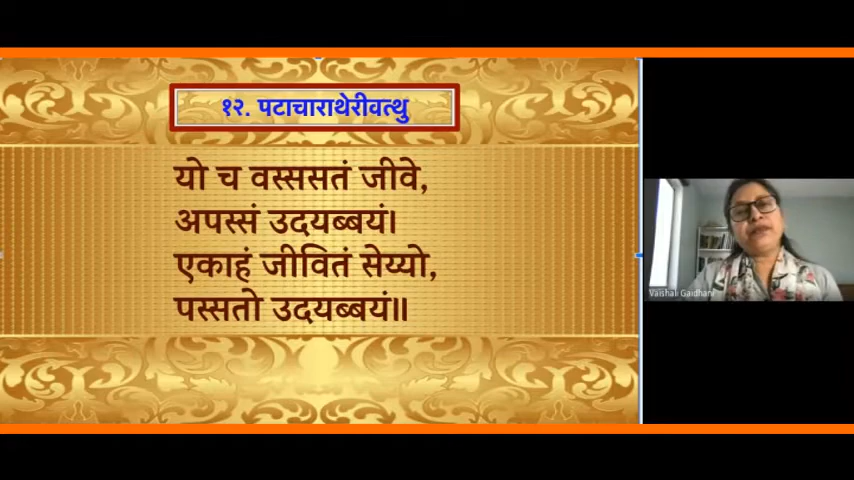 १२. पटाचाराथेरीवत्थु
यो च वस्ससतं जीवे,
अपस्सं उदयब्बयं।
एकाहं जीवितं सेय्यो,
पस्सतो उदयब्बयं॥
Vaishali Gaidhani